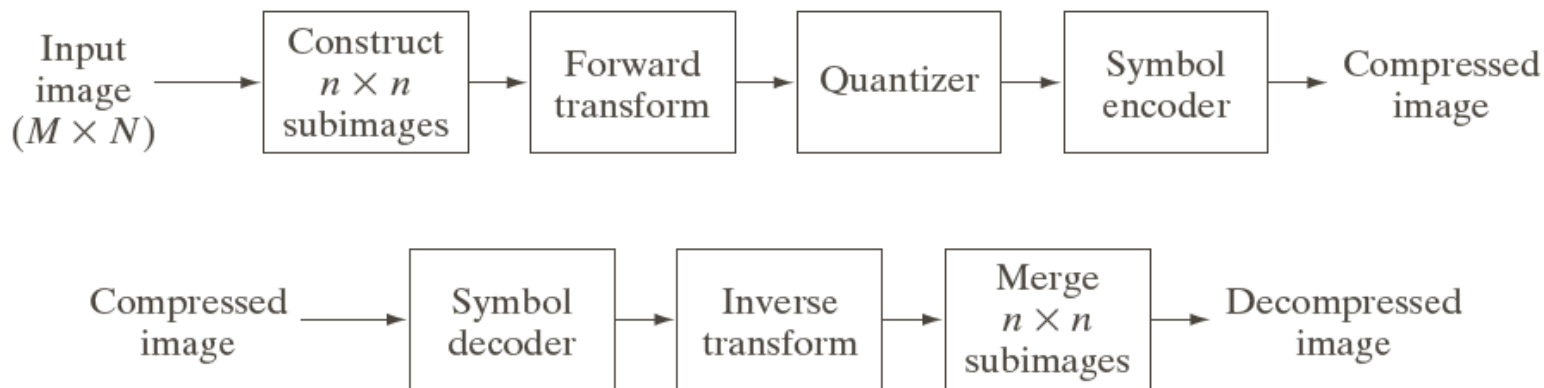 Input
image
(M × N)
Construct
n × n
subimages
Forward
transform
Quantizer
Symbol
encoder
Compressed
image
Compressed
image
Symbol
decoder
Inverse
transform
Merge
n × n
subimages
Decompressed
image